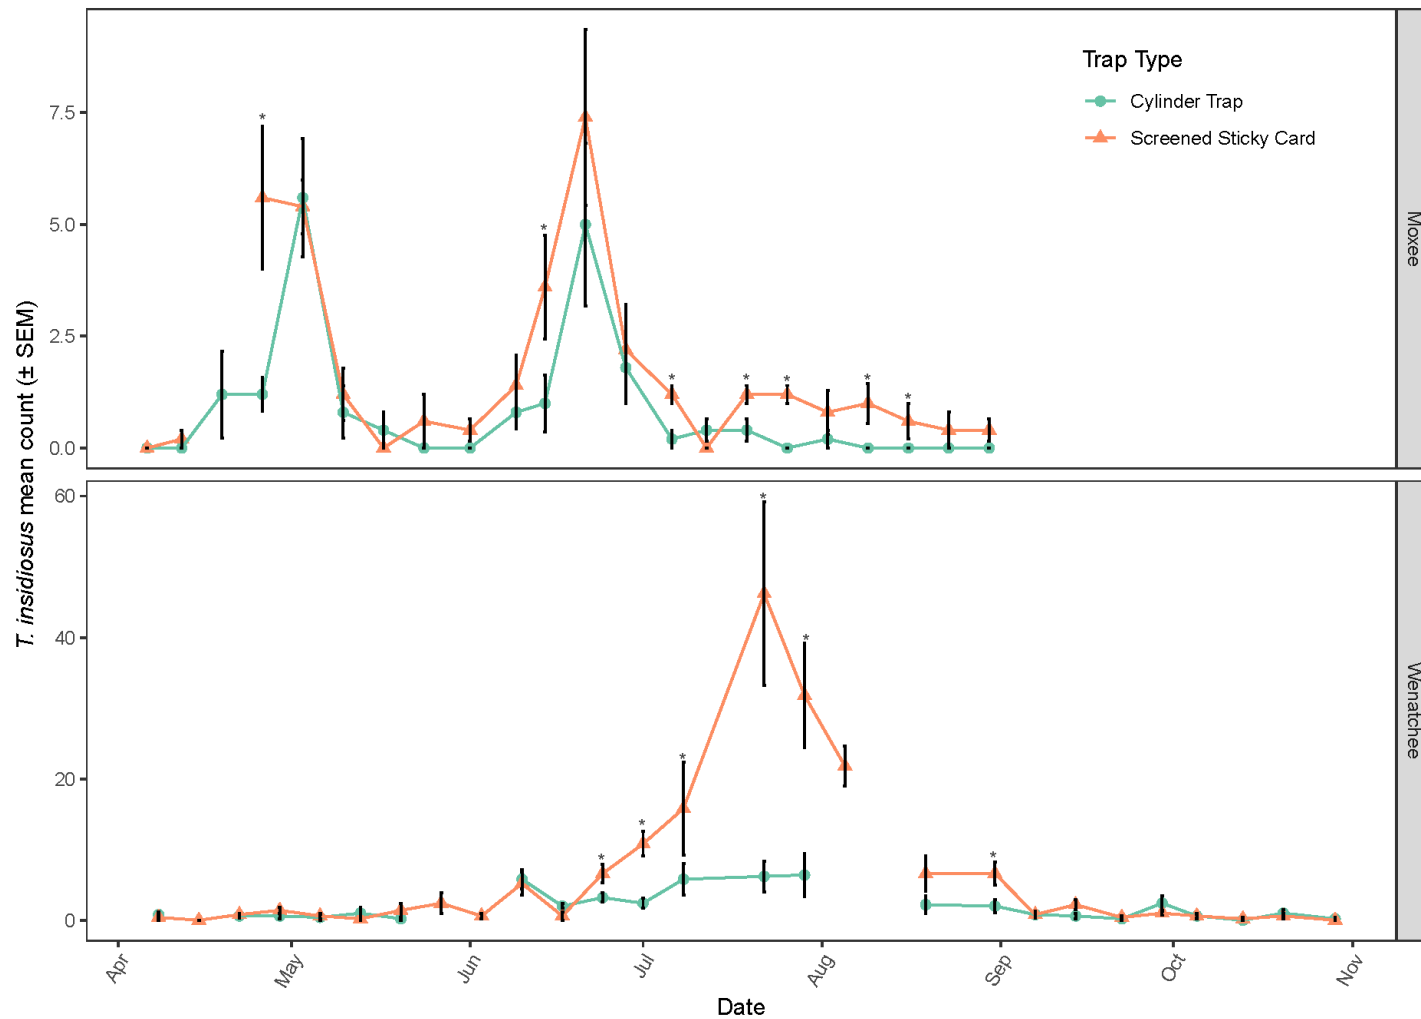 Trap Type
Cylinder Trap
Screened Sticky Card
7.5
5.0
2.5
0.0
*
*
*
*
*
*
*
Moxee
T. insidiosus mean count (± SEM)
60
40
20
0
*
*
*
*
*
*
Wenatchee
Apr
May
Jun
Jul
Aug
Sep
Oct
Nov
Date